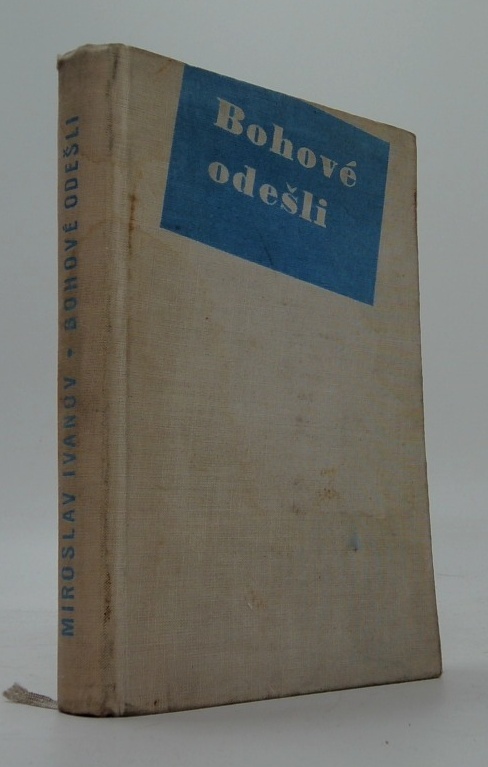 Bohové
odešli
MIROSLAV IVANOV • BOHOVÉ ODEŠLI